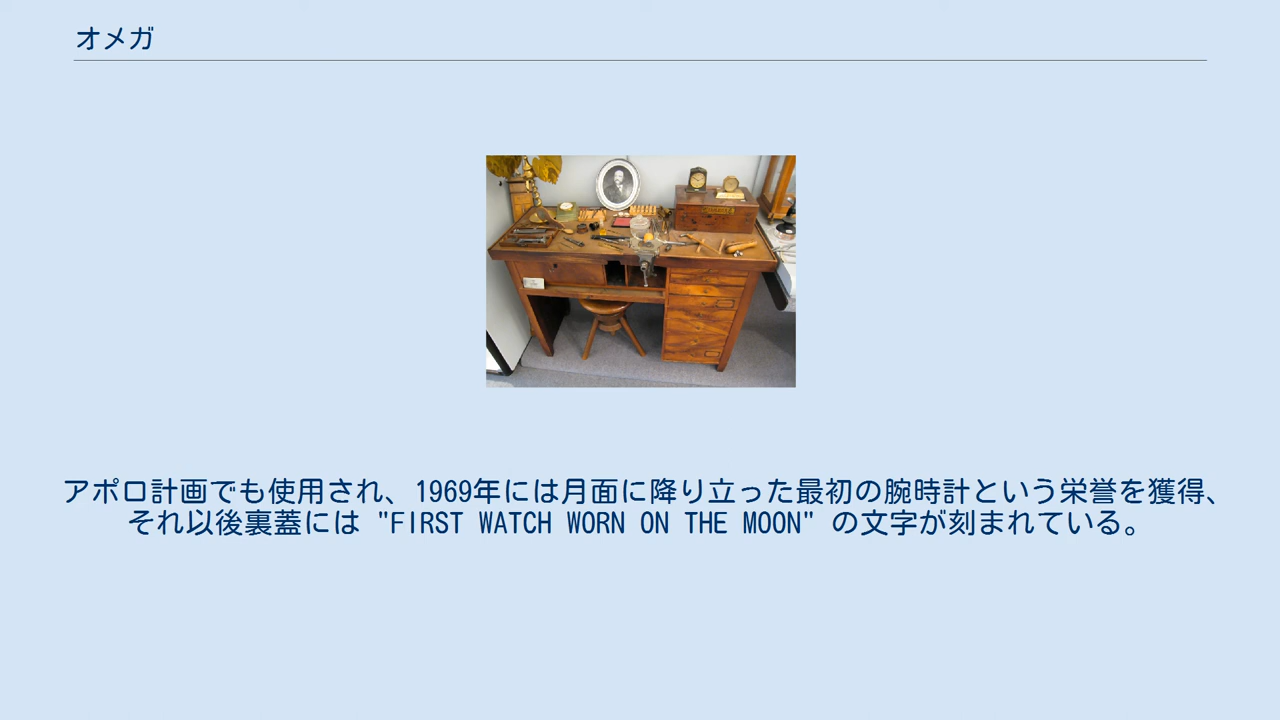 オメガ
アポロ計画でも使用され、1969年には月面に降り立った最初の腕時計という栄誉を獲得、
それ以後裏蓋には "FIRST WATCH WORN ON THE MOON" の文字が刻まれている。